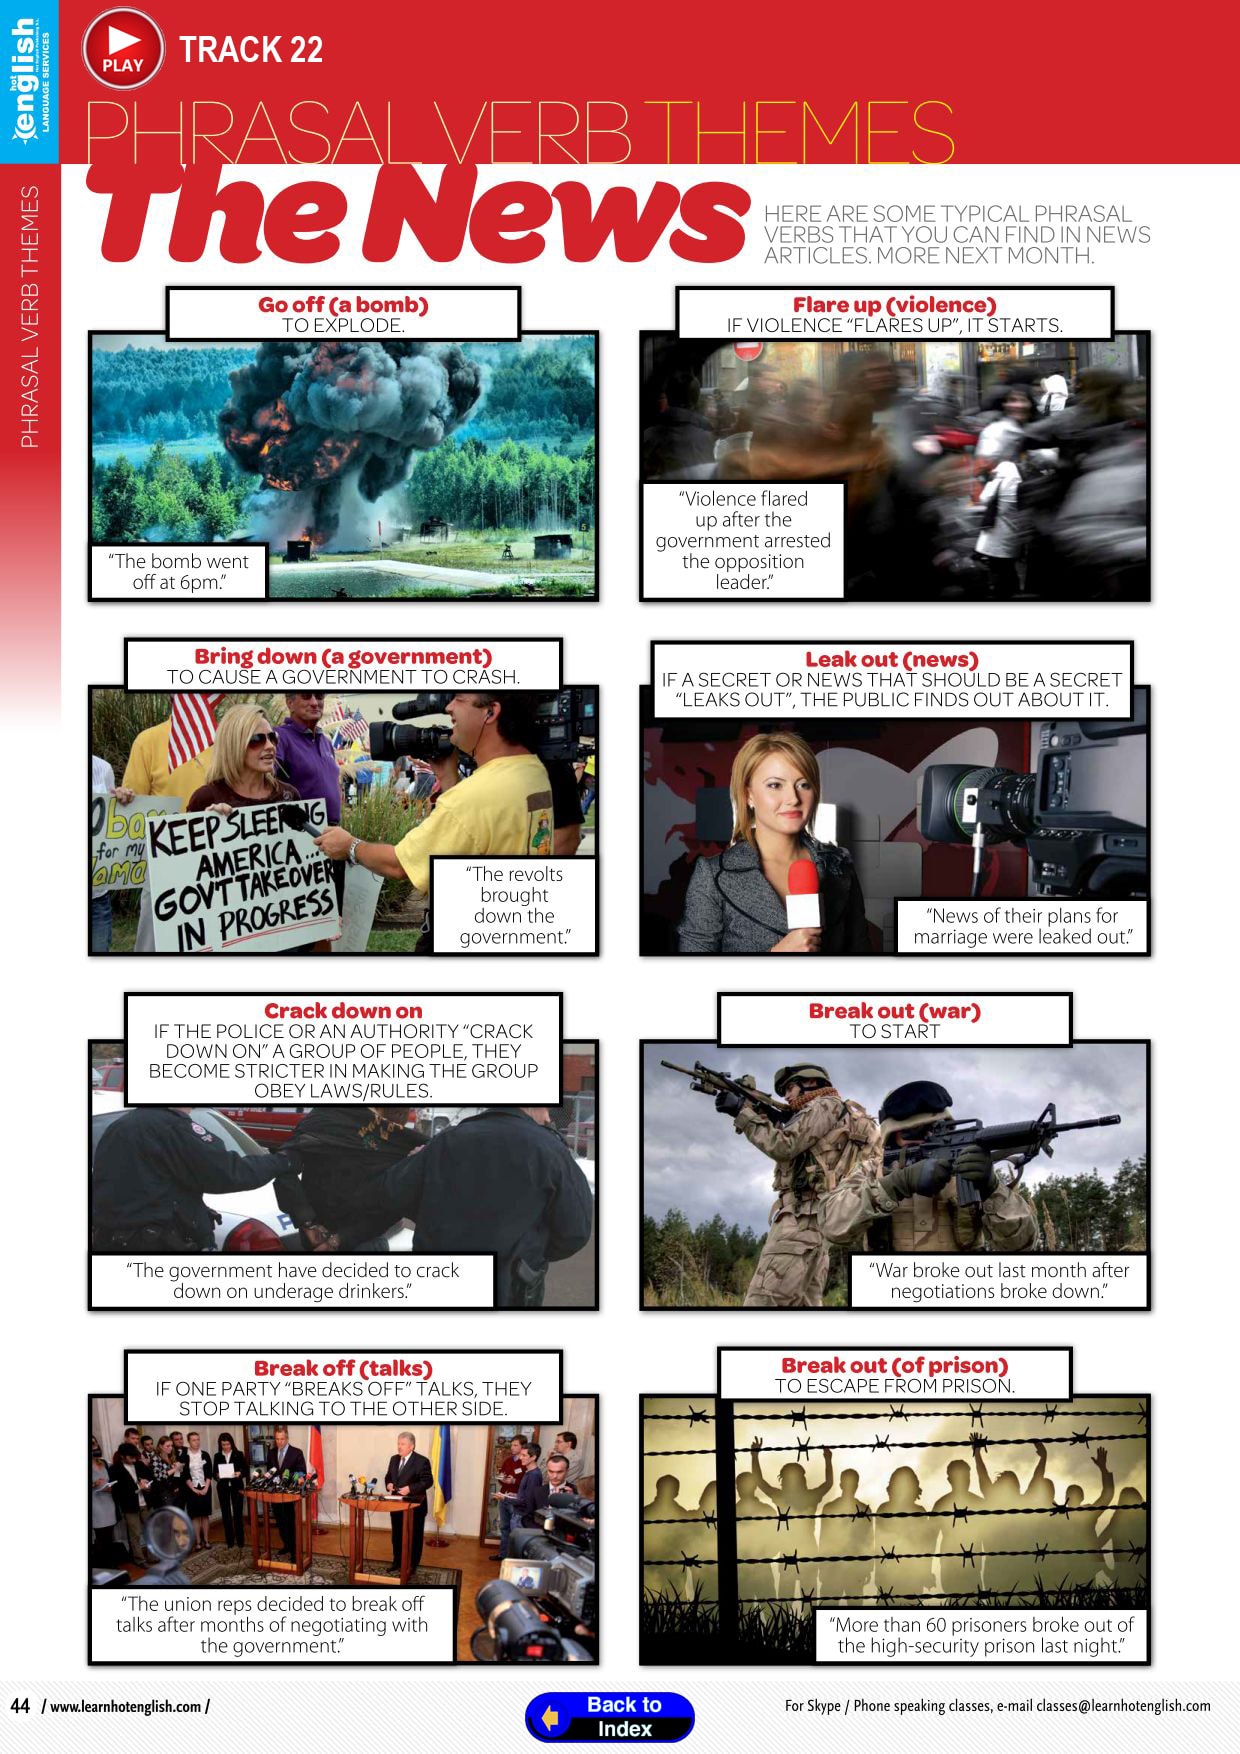 hot
english
LANGUAGE SERVICES
PLAY
TRACK 22
PHRASAL VERB THEMES
PHRASAL VERB THEMES
The News
HERE ARE SOME TYPICAL PHRASAL
VERBS THAT YOU CAN FIND IN NEWS
ARTICLES. MORE NEXT MONTH.
Go off (a bomb)
TO EXPLODE.
“The bomb went
off at 6pm.”
Flare up (violence)
IF VIOLENCE “FLARES UP”, IT STARTS.
“Violence flared
up after the
government arrested
the opposition
leader.”
Bring down (a government)
TO CAUSE A GOVERNMENT TO CRASH.
for my
KEEP SLEEPING
AMERICA...
GOV'T TAKEOVER
IN PROGRESS
“The revolts
brought
down the
government.”
Leak out (news)
IF A SECRET OR NEWS THAT SHOULD BE A SECRET
“LEAKS OUT”, THE PUBLIC FINDS OUT ABOUT IT.
“News of their plans for
marriage were leaked out.”
Crack down on
IF THE POLICE OR AN AUTHORITY “CRACK
DOWN ON” A GROUP OF PEOPLE, THEY
BECOME STRICTER IN MAKING THE GROUP
OBEY LAWS/RULES.
“The government have decided to crack
down on underage drinkers.”
Break out (war)
TO START
“War broke out last month after
negotiations broke down.”
Break off (talks)
IF ONE PARTY “BREAKS OFF” TALKS, THEY
STOP TALKING TO THE OTHER SIDE.
“The union reps decided to break off
talks after months of negotiating with
the government.”
Break out (of prison)
TO ESCAPE FROM PRISON.
“More than 60 prisoners broke out of
the high-security prison last night.”
44 / www.learnhotenglish.com /
Back to
Index
For Skype / Phone speaking classes, e-mail classes@learnhotenglish.com